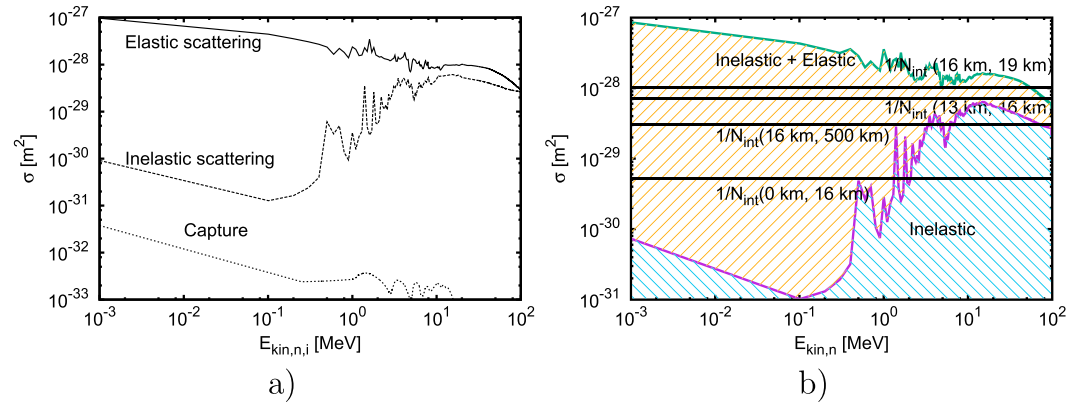 10^-27
10^-28
10^-29
10^-30
10^-31
10^-32
10^-33
σ [m²]
Elastic scattering
Inelastic scattering
Capture
10^-3 10^-2 10^-1 10^0 10^1 10^2
E_kin,n,i [MeV]
a)
10^-27
10^-28
10^-29
10^-30
10^-31
σ [m²]
Inelastic + Elastic
1/N_int (16 km, 19 km)
1/N_int (13 km, 16 km)
1/N_int(16 km, 500 km)
1/N_int(0 km, 16 km)
Inelastic
10^-3 10^-2 10^-1 10^0 10^1 10^2
E_kin,n [MeV]
b)